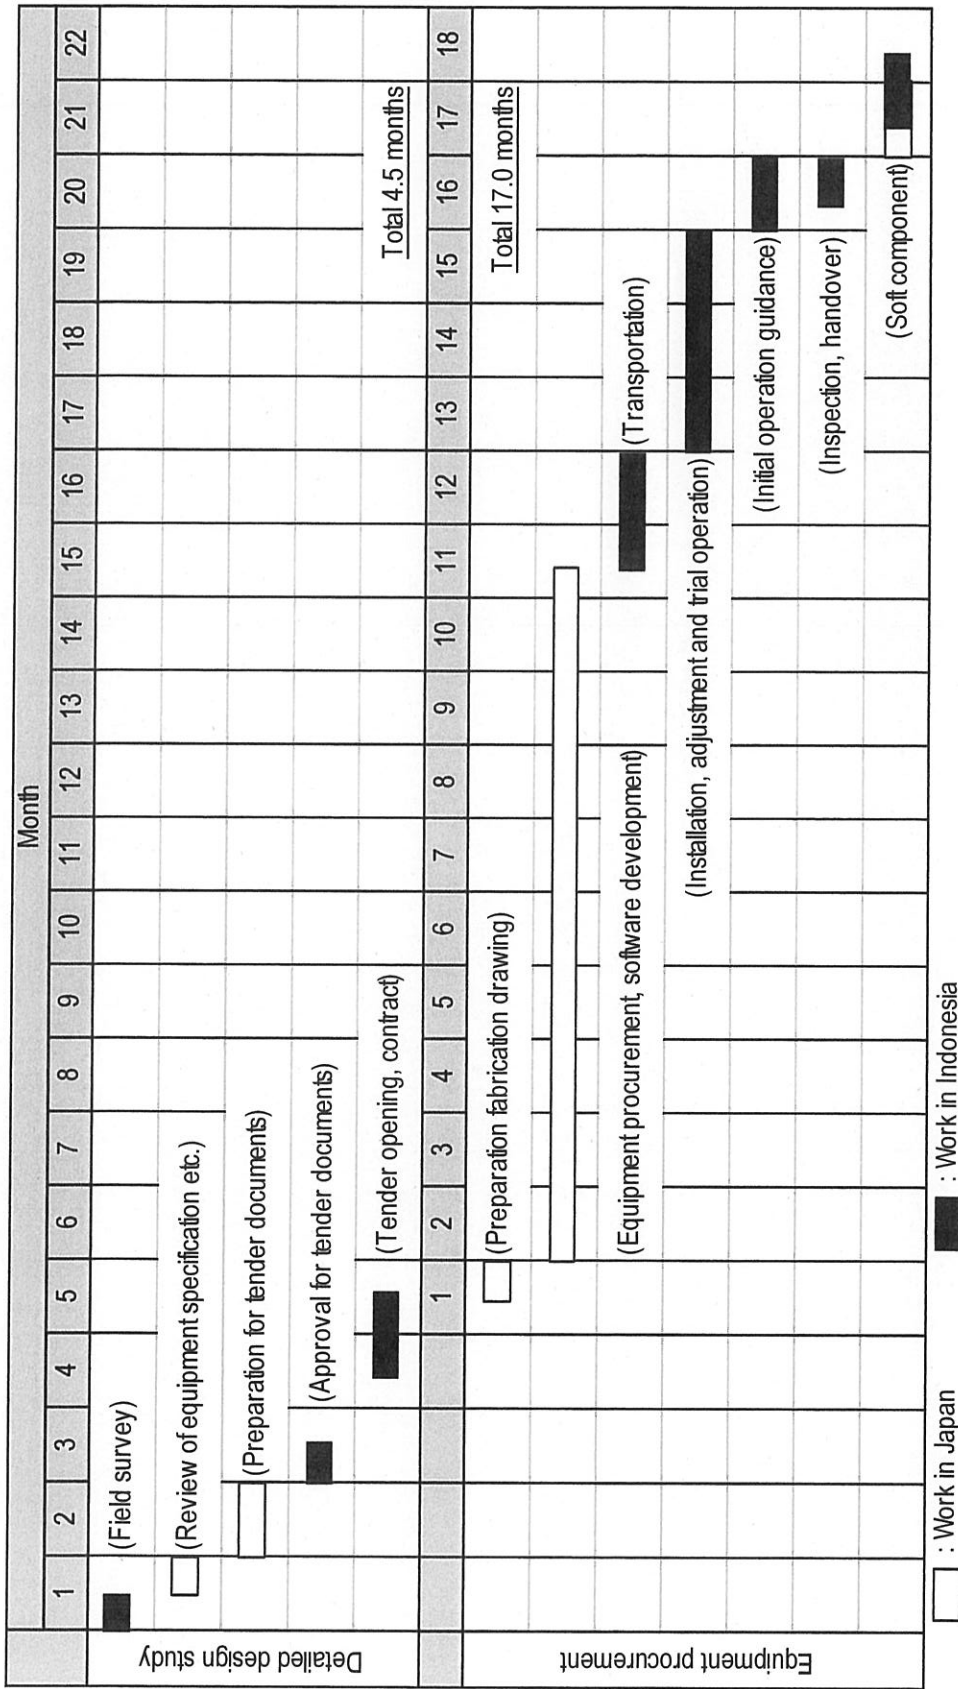 Month
1 2 3 4 5 6 7 8 9 10 11 12 13 14 15 16 17 18 19 20 21 22
Detailed design study
(Field survey)
(Review of equipment specification etc.)
(Preparation for tender documents)
(Approval for tender documents)
(Tender opening, contract)
Total 4.5 months
1 2 3 4 5 6 7 8 9 10 11 12 13 14 15 16 17 18
Equipment procurement
(Preparation fabrication drawing)
Total 17.0 months
(Equipment procurement, software development)
(Transportation)
(Installation, adjustment and trial operation)
(Initial operation guidance)
(Inspection, handover)
(Soft component)
: Work in Japan
: Work in Indonesia